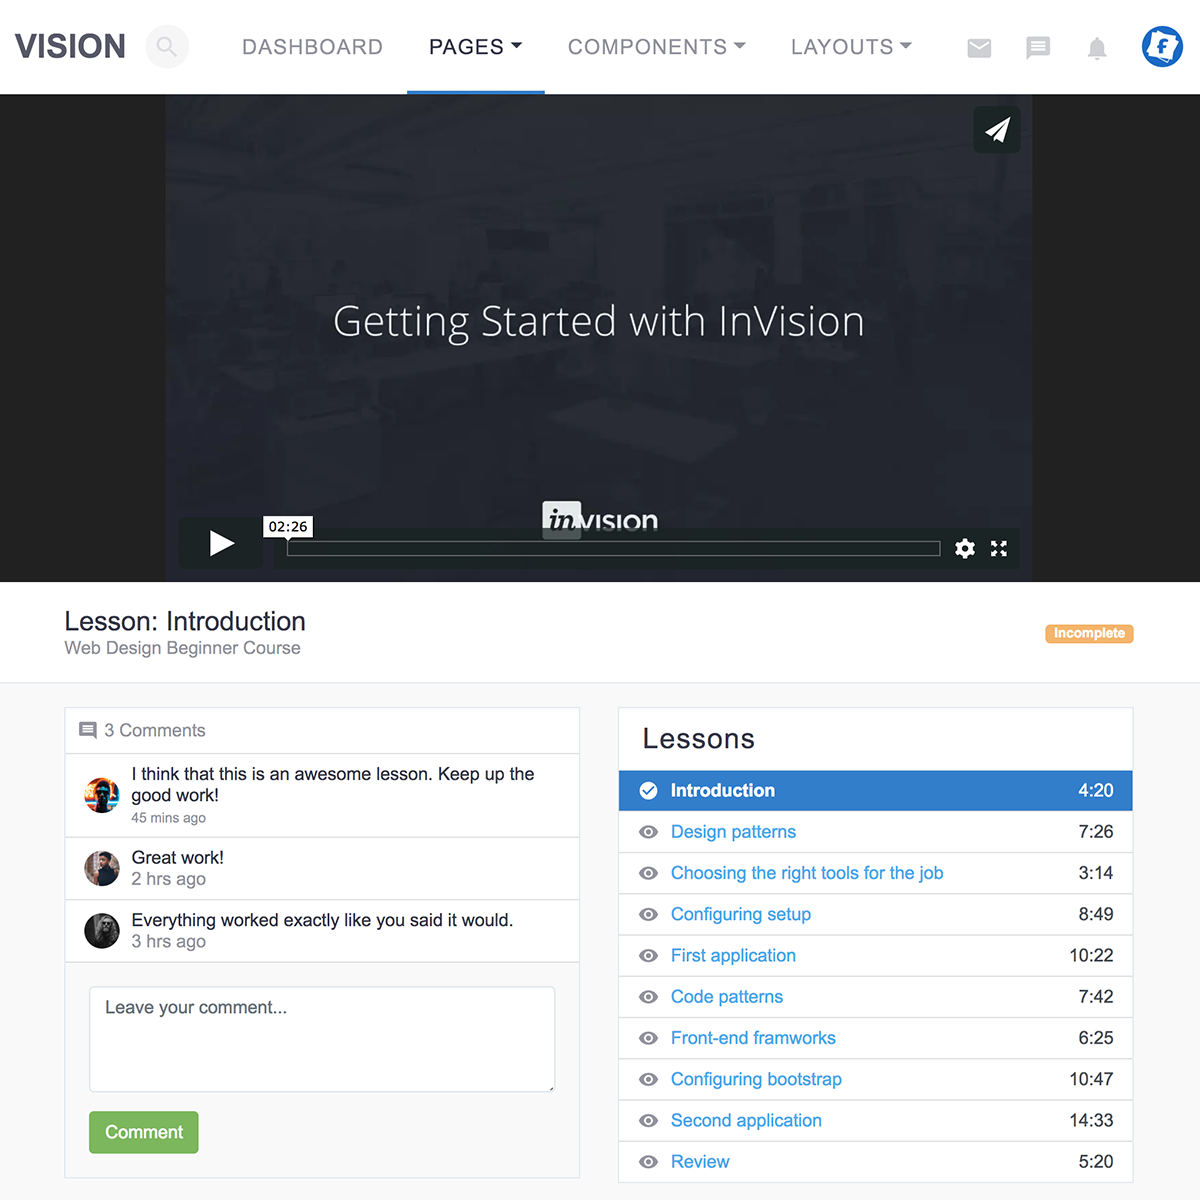 VISION
DASHBOARD
PAGES
COMPONENTS
LAYOUTS
F
Getting Started with InVision
inVISION
02:26
Lesson: Introduction
Web Design Beginner Course
Incomplete
3 Comments
I think that this is an awesome lesson. Keep up the
good work!
45 mins ago
Great work!
2 hrs ago
Everything worked exactly like you said it would.
3 hrs ago
Leave your comment...
Comment
Lessons
Introduction 4:20
Design patterns 7:26
Choosing the right tools for the job 3:14
Configuring setup 8:49
First application 10:22
Code patterns 7:42
Front-end framworks 6:25
Configuring bootstrap 10:47
Second application 14:33
Review 5:20